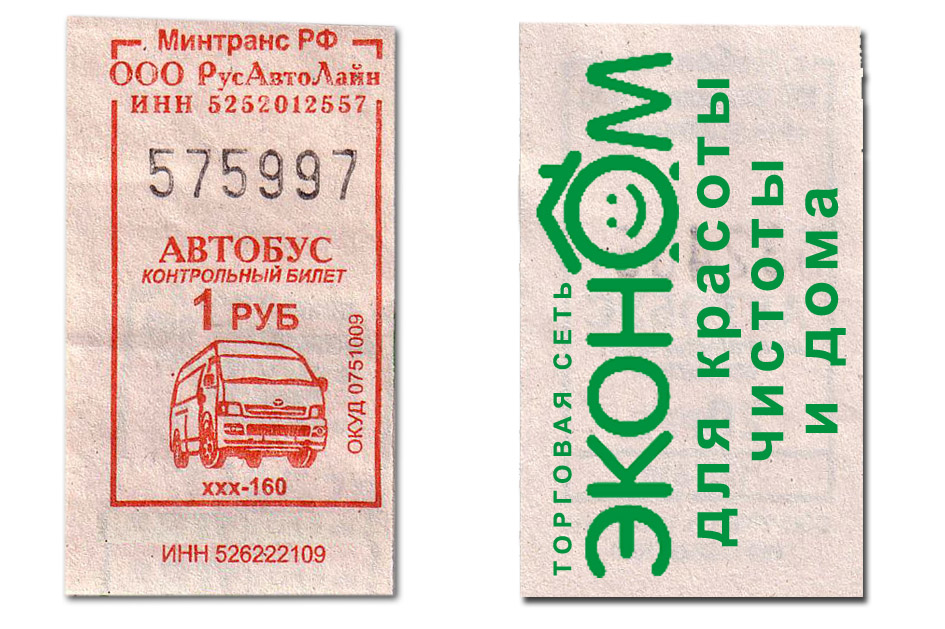 Минтранс РФ
ООО РусАвтоЛайн
ИНН 5252012557
575997
АВТОБУС
КОНТРОЛЬНЫЙ БИЛЕТ
1 РУБ
ОКУД 0751009
xxx-160
ИНН 526222109
ТОРГОВАЯ СЕТЬ
ЭКОНОМ
для красоты
чистоты
и дома